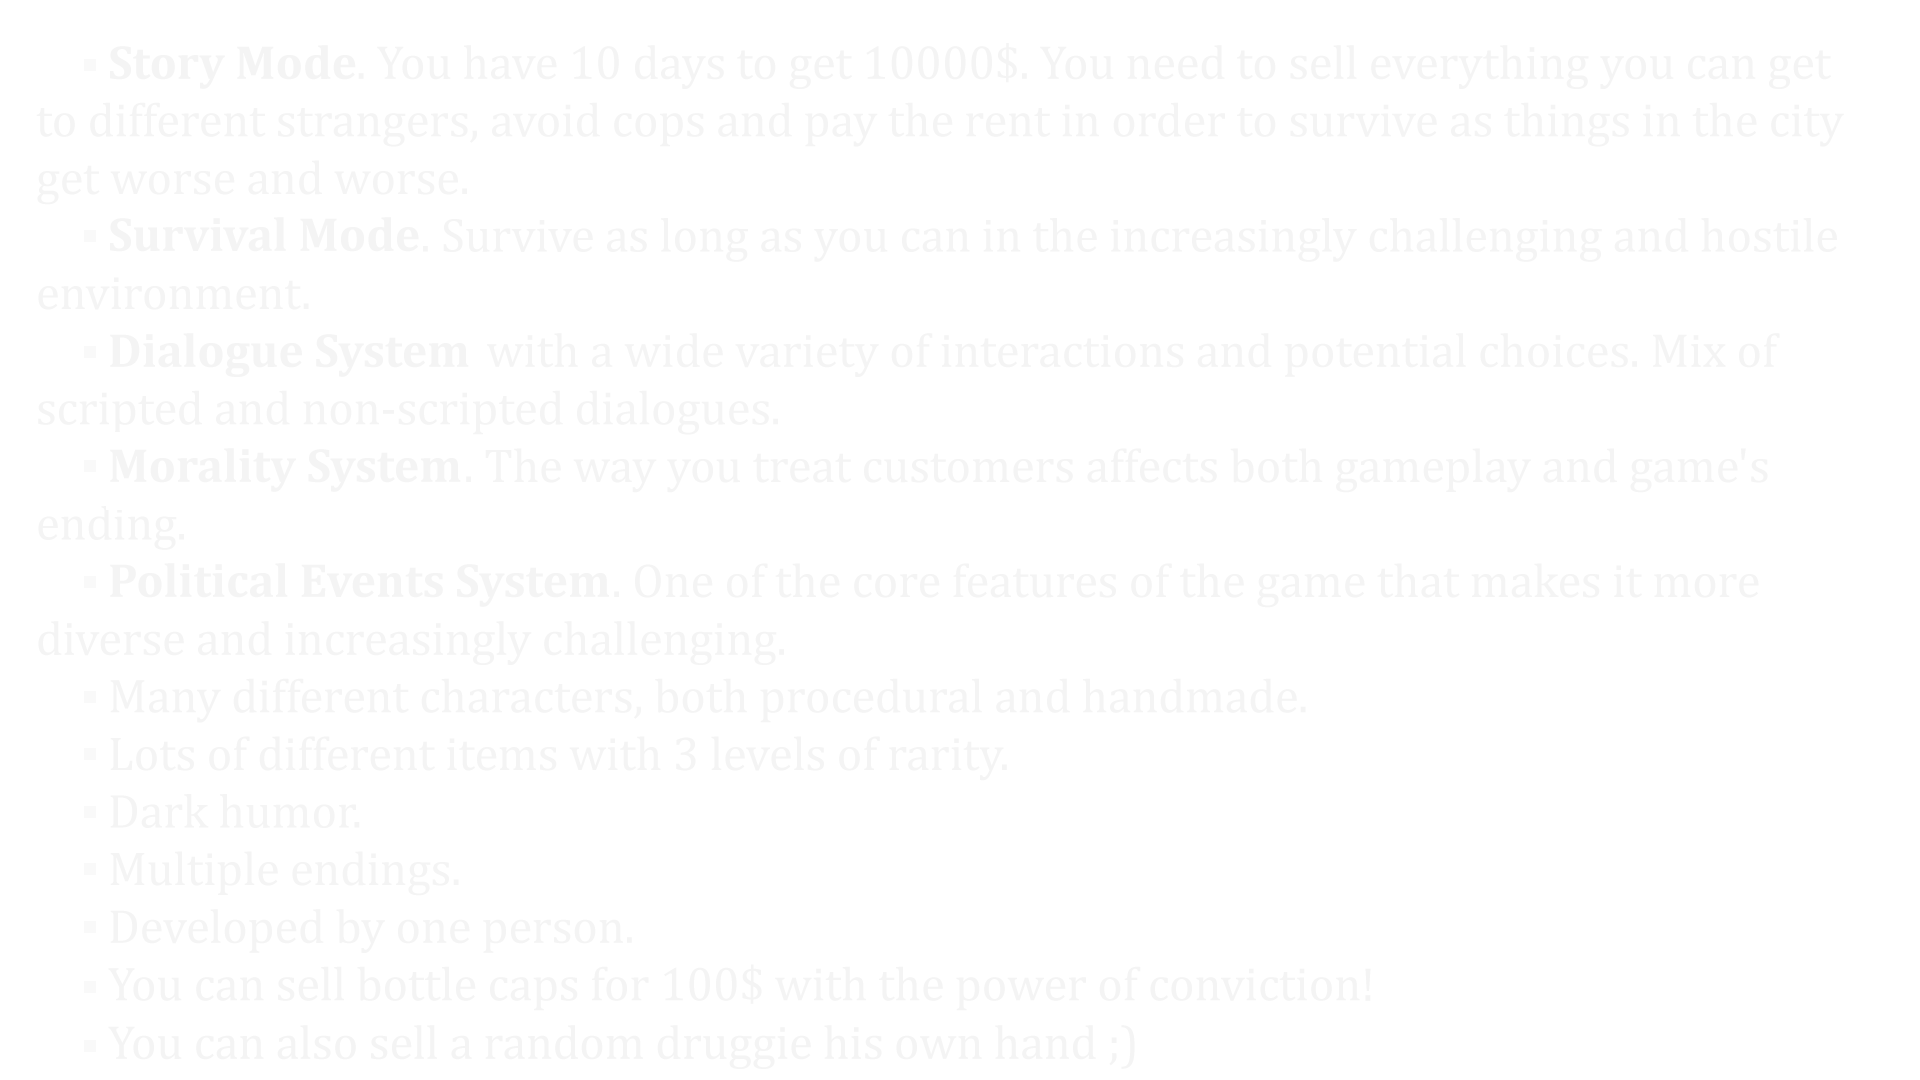 ▪ Story Mode. You have 10 days to get 10000$. You need to sell everything you can get
to different strangers, avoid cops and pay the rent in order to survive as things in the city
get worse and worse.
▪ Survival Mode. Survive as long as you can in the increasingly challenging and hostile
environment.
▪ Dialogue System with a wide variety of interactions and potential choices. Mix of
scripted and non-scripted dialogues.
▪ Morality System. The way you treat customers affects both gameplay and game's
ending.
▪ Political Events System. One of the core features of the game that makes it more
diverse and increasingly challenging.
▪ Many different characters, both procedural and handmade.
▪ Lots of different items with 3 levels of rarity.
▪ Dark humor.
▪ Multiple endings.
▪ Developed by one person.
▪ You can sell bottle caps for 100$ with the power of conviction!
▪ You can also sell a random druggie his own hand ;)